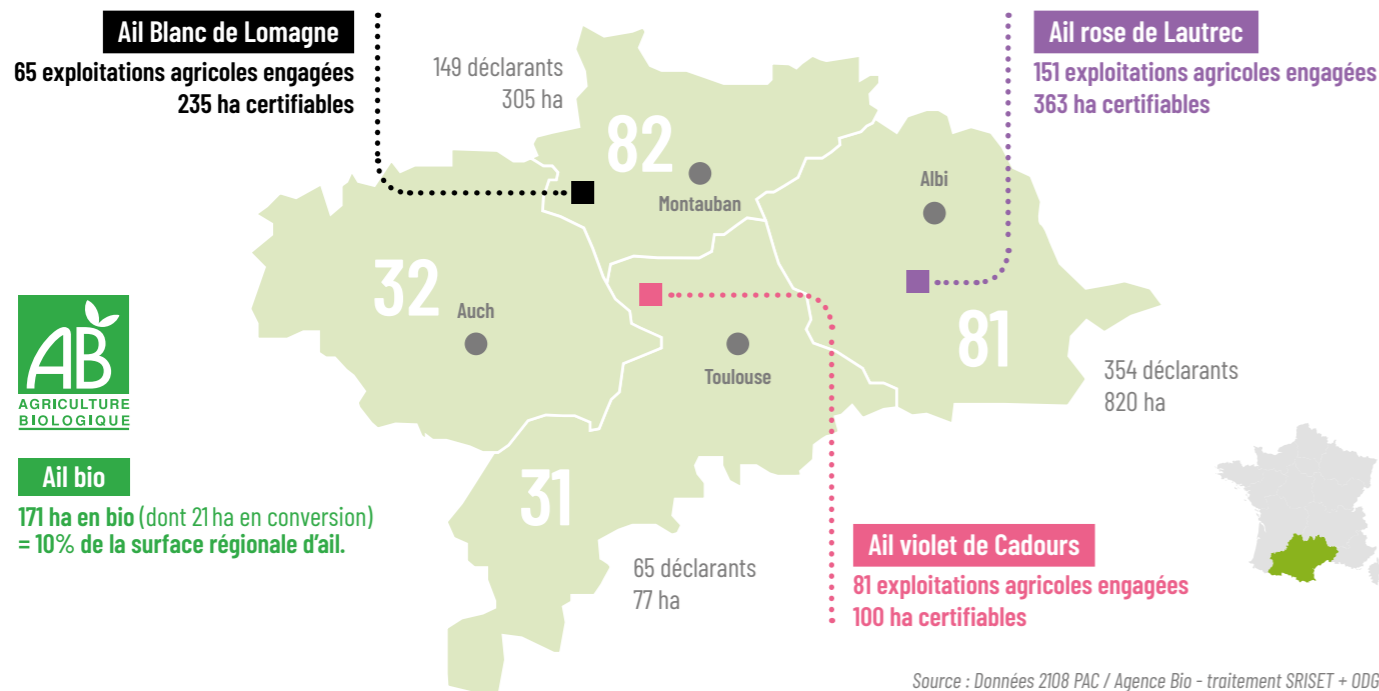 Ail Blanc de Lomagne
65 exploitations agricoles engagées
235 ha certifiables
149 déclarants
305 ha
Ail rose de Lautrec
151 exploitations agricoles engagées
363 ha certifiables
82
Montauban
Albi
32
Auch
Toulouse
81
354 déclarants
820 ha
AB
AGRICULTURE
BIOLOGIQUE
Ail bio
171 ha en bio (dont 21 ha en conversion)
= 10% de la surface régionale d'ail.
31
65 déclarants
77 ha
Ail violet de Cadours
81 exploitations agricoles engagées
100 ha certifiables
Source : Données 2108 PAC / Agence Bio - traitement SRISET + ODG